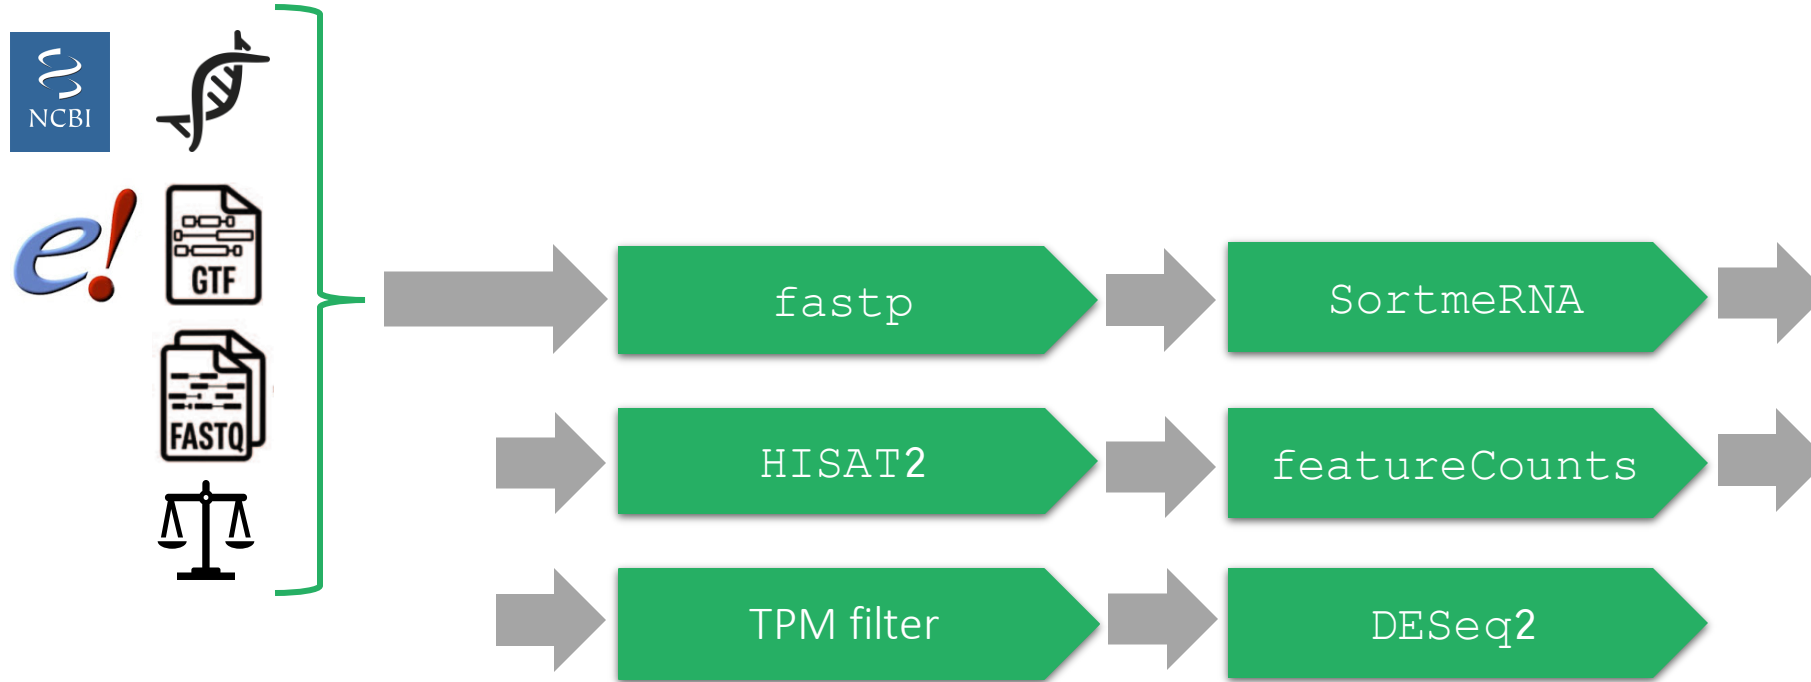 NCBI
e!
GTF
FASTQ
fastp
SortmeRNA
HISAT2
featureCounts
TPM filter
DESeq2